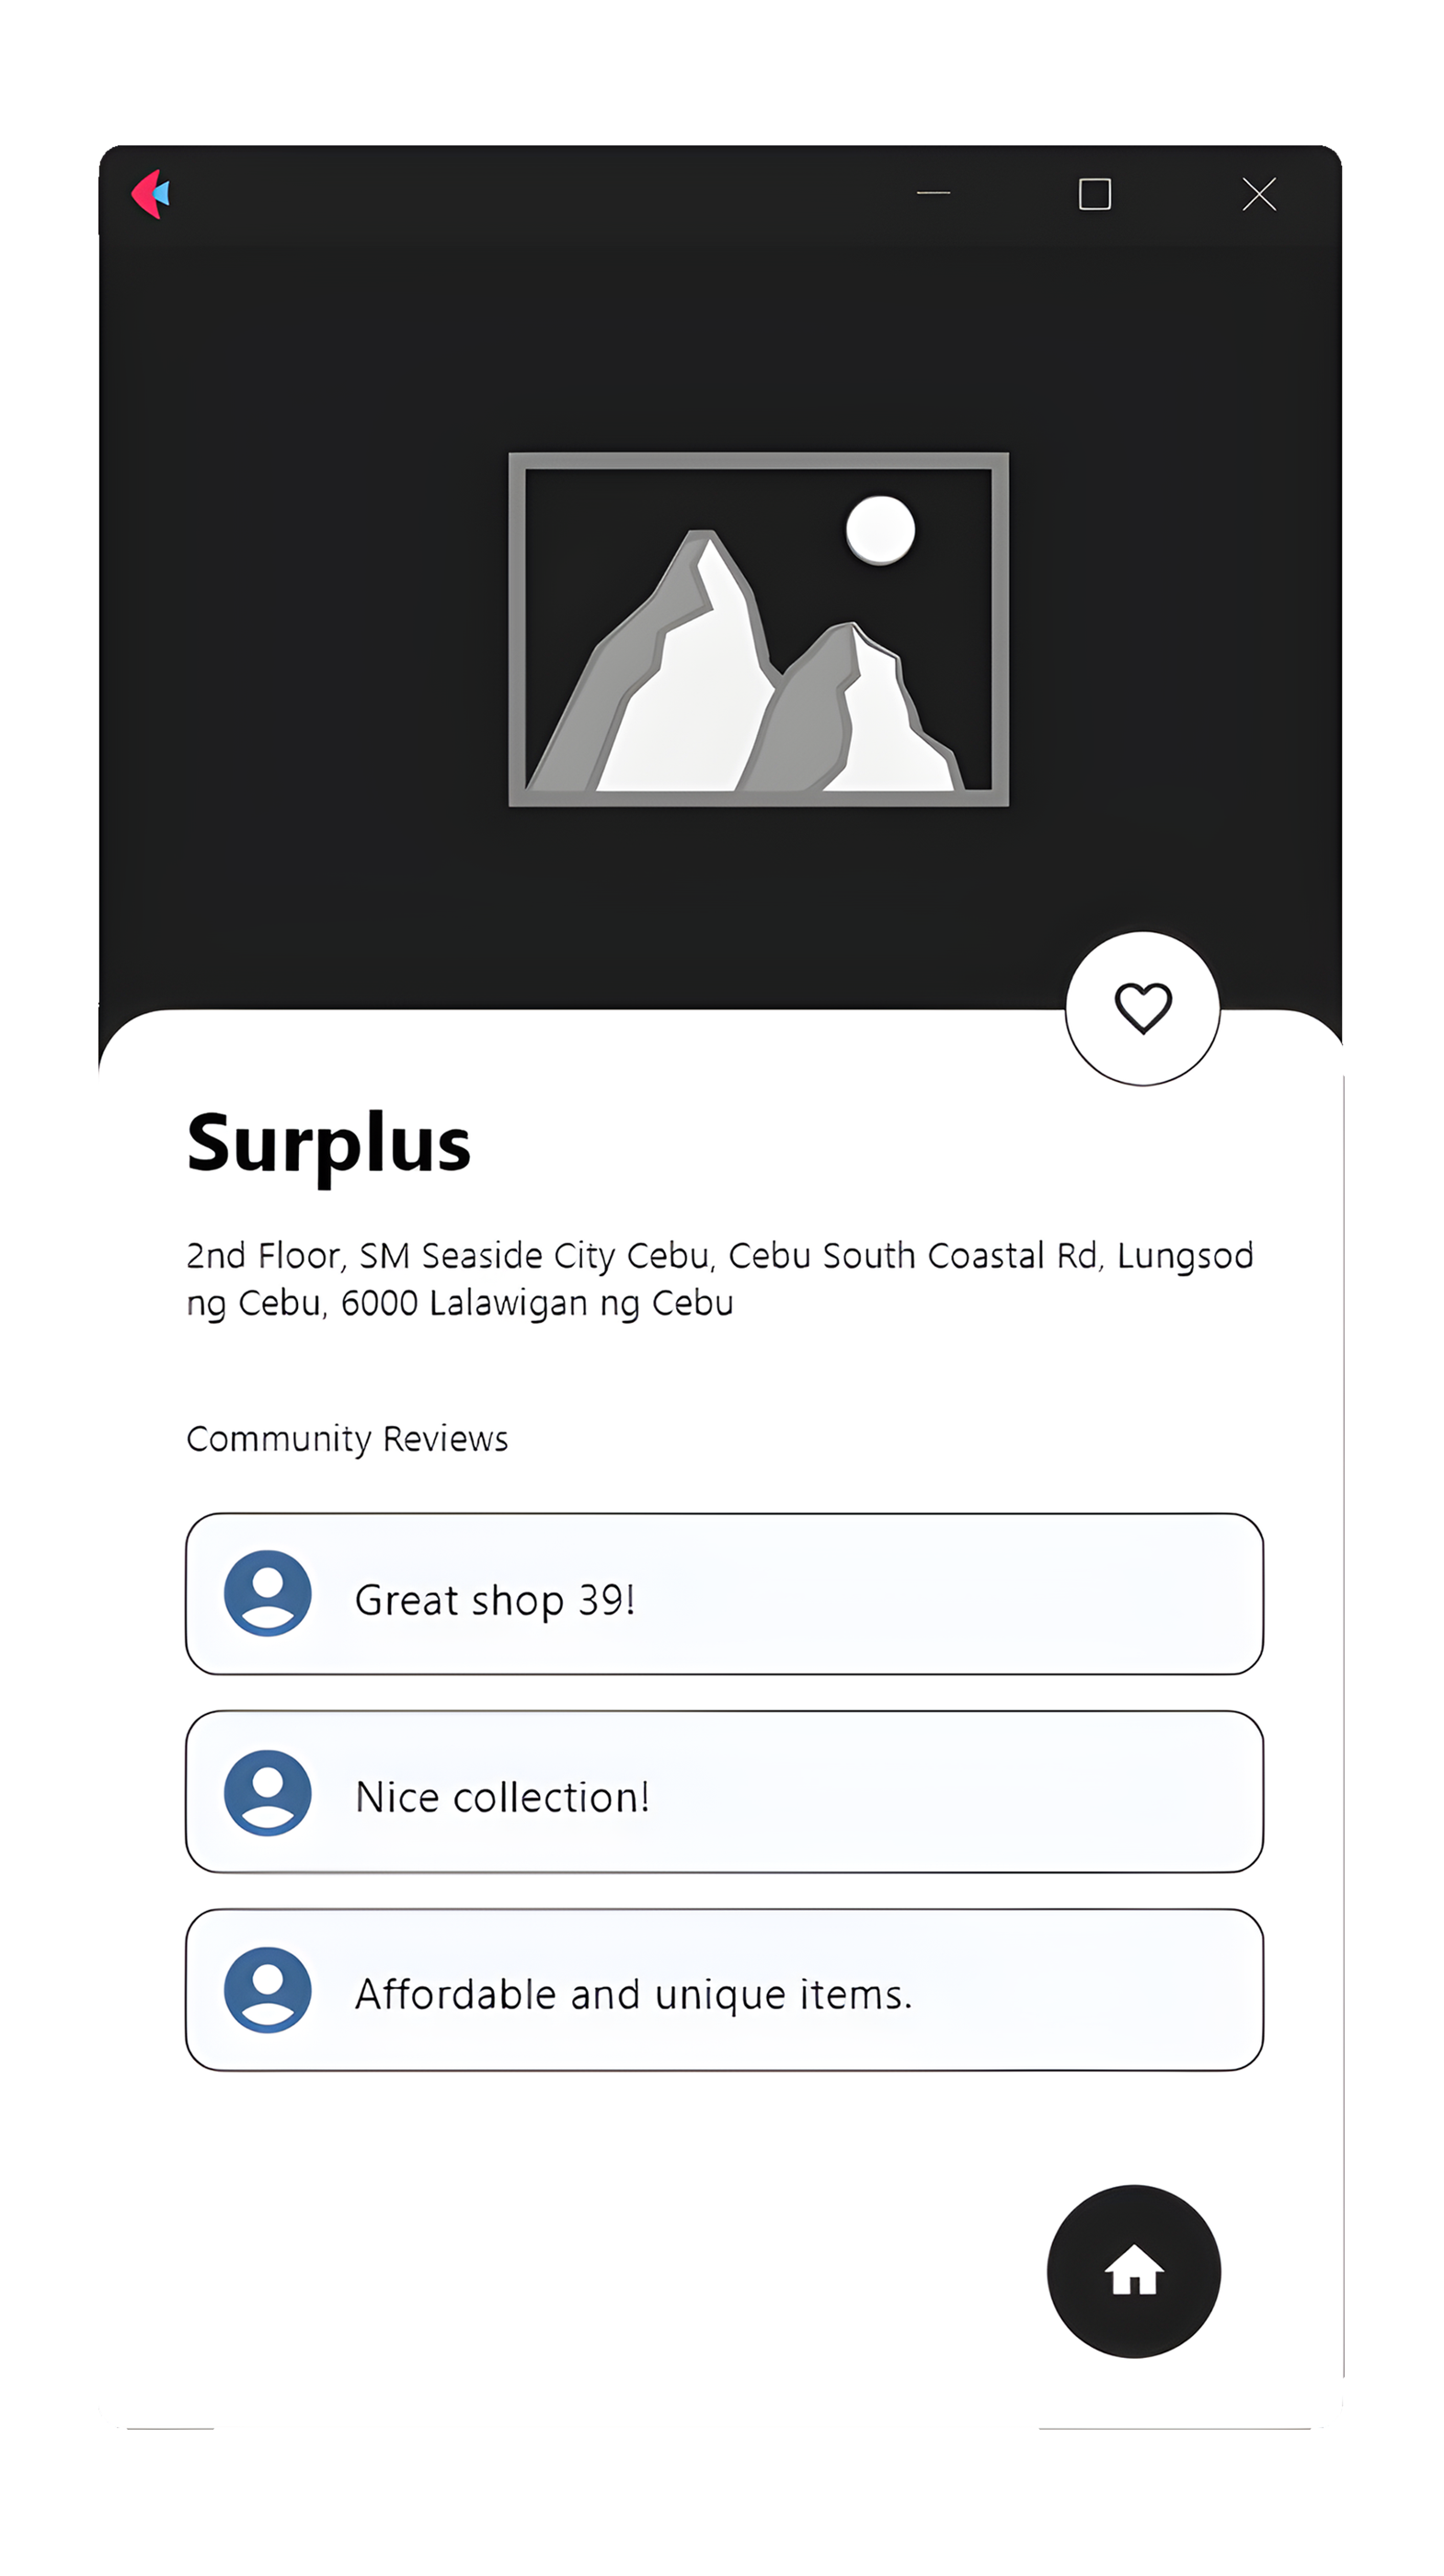 Surplus
2nd Floor, SM Seaside City Cebu, Cebu South Coastal Rd, Lungsod
ng Cebu, 6000 Lalawigan ng Cebu
Community Reviews
Great shop 39!
Nice collection!
Affordable and unique items.